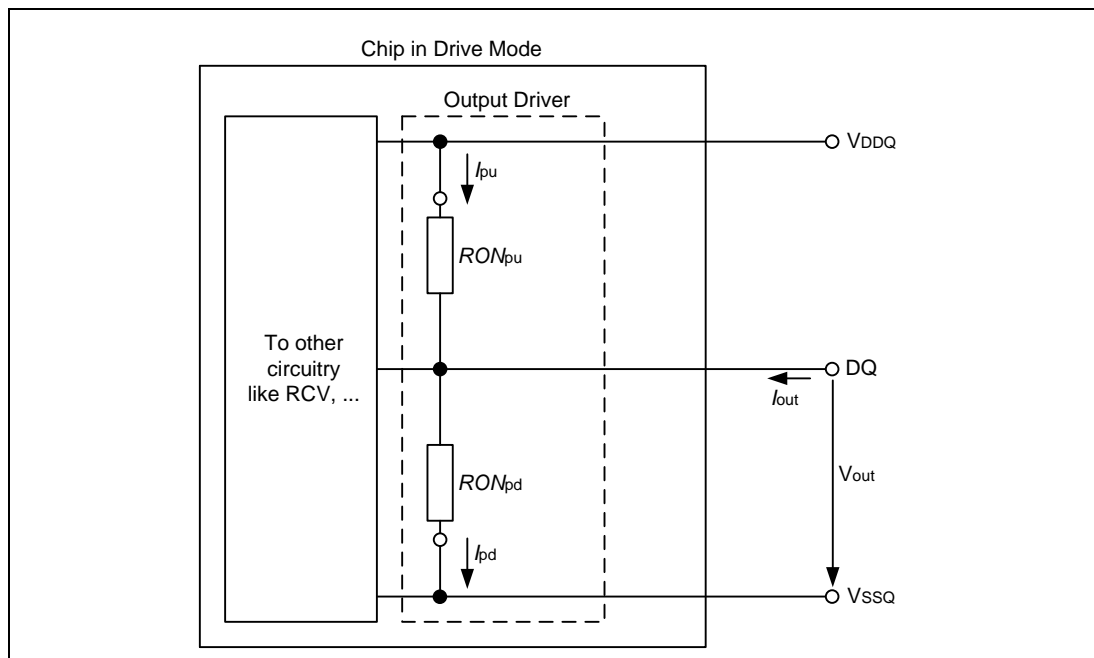 Chip in Drive Mode
Output Driver
VDDQ
Ipu
RONpu
To other
circuitry
like RCV, ...
DQ
Iout
RONpd
Vout
Ipd
VSSQ